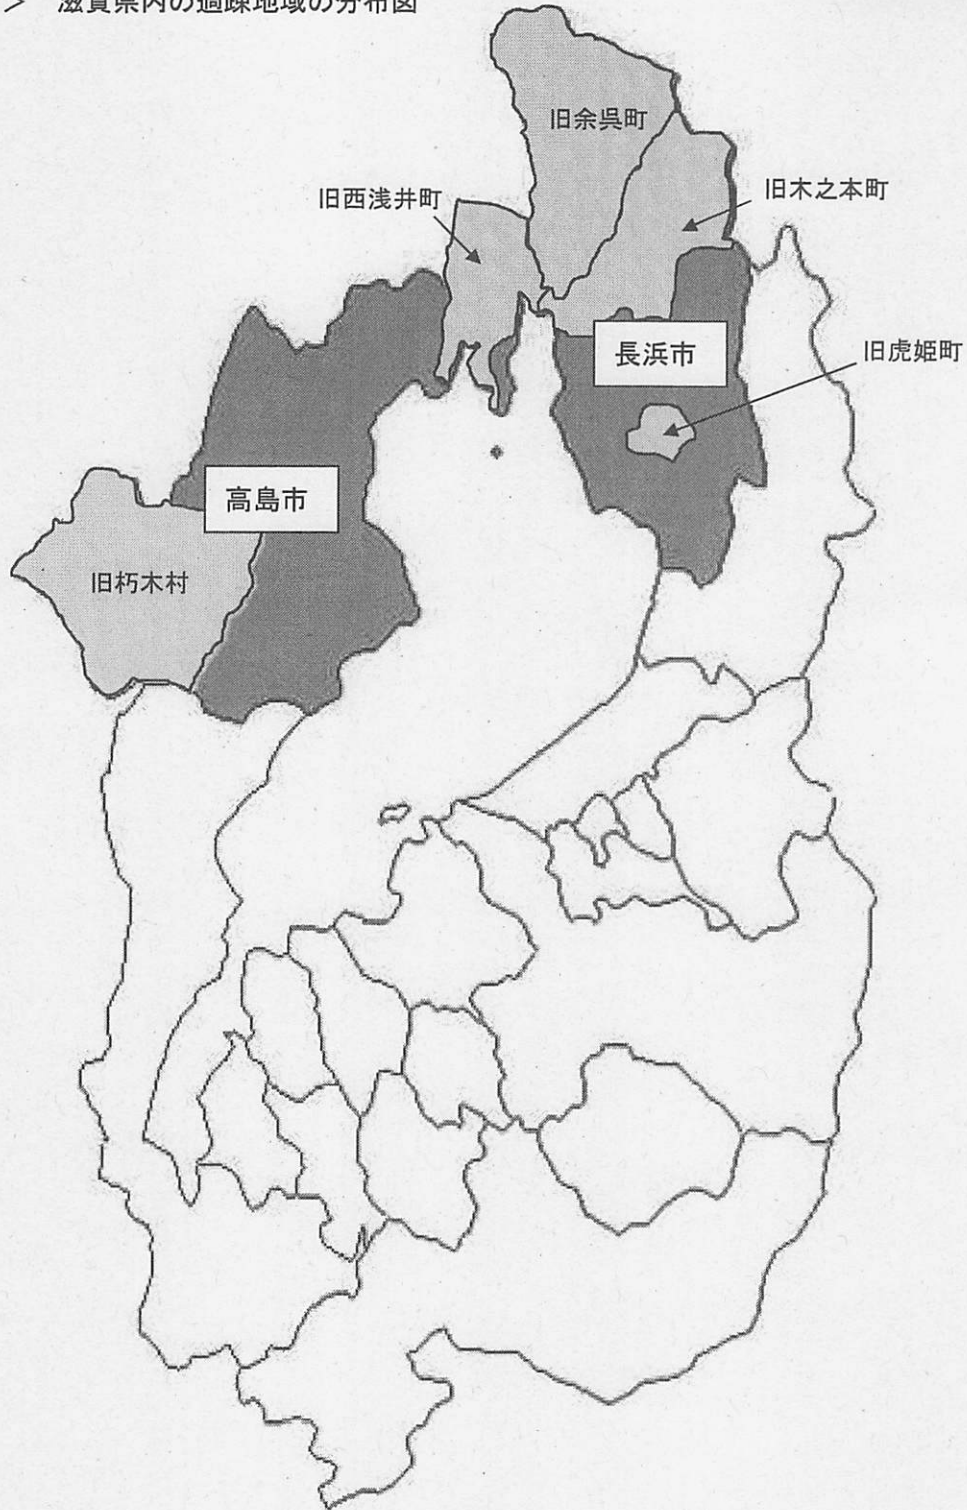 ＞ 滋賀県内の過疎地域の分布図
旧余呉町
旧西浅井町
旧木之本町
長浜市
旧虎姫町
高島市
旧朽木村